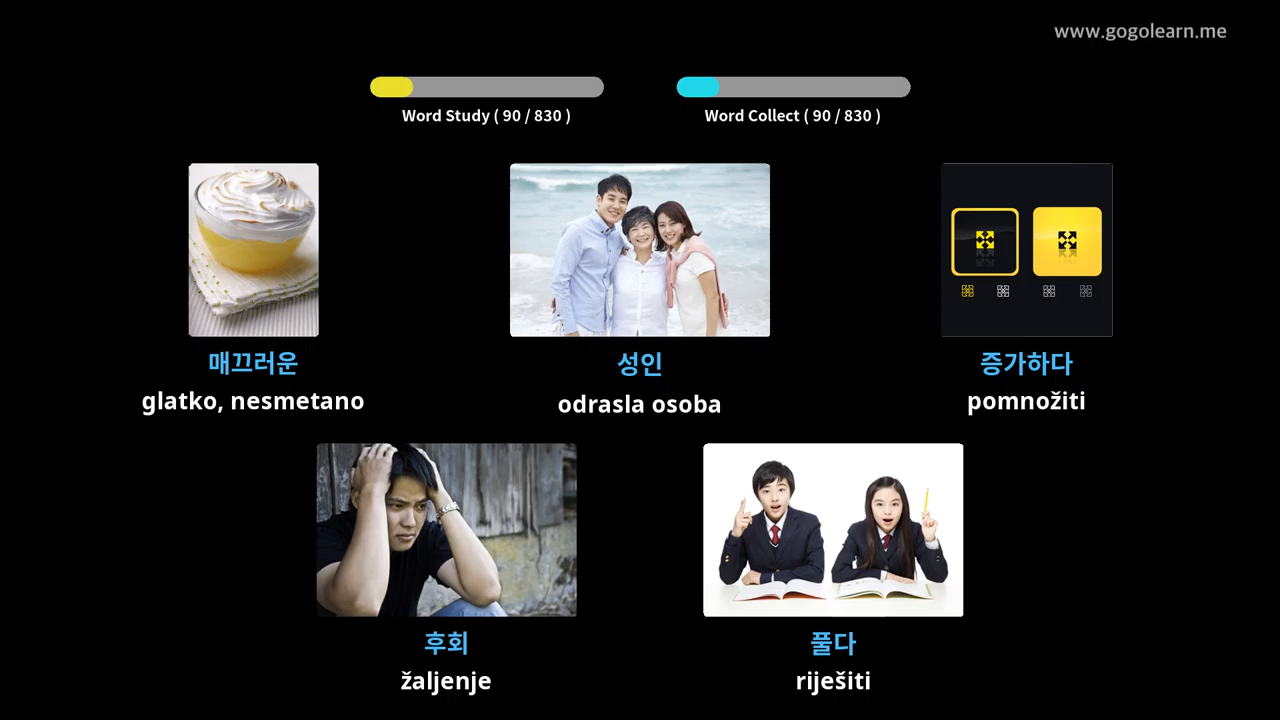 www.gogolearn.me
Word Study ( 90 / 830 )
Word Collect ( 90 / 830 )
매끄러운
glatko, nesmetano
성인
odrasla osoba
증가하다
pomnožiti
후회
žaljenje
풀다
riješiti